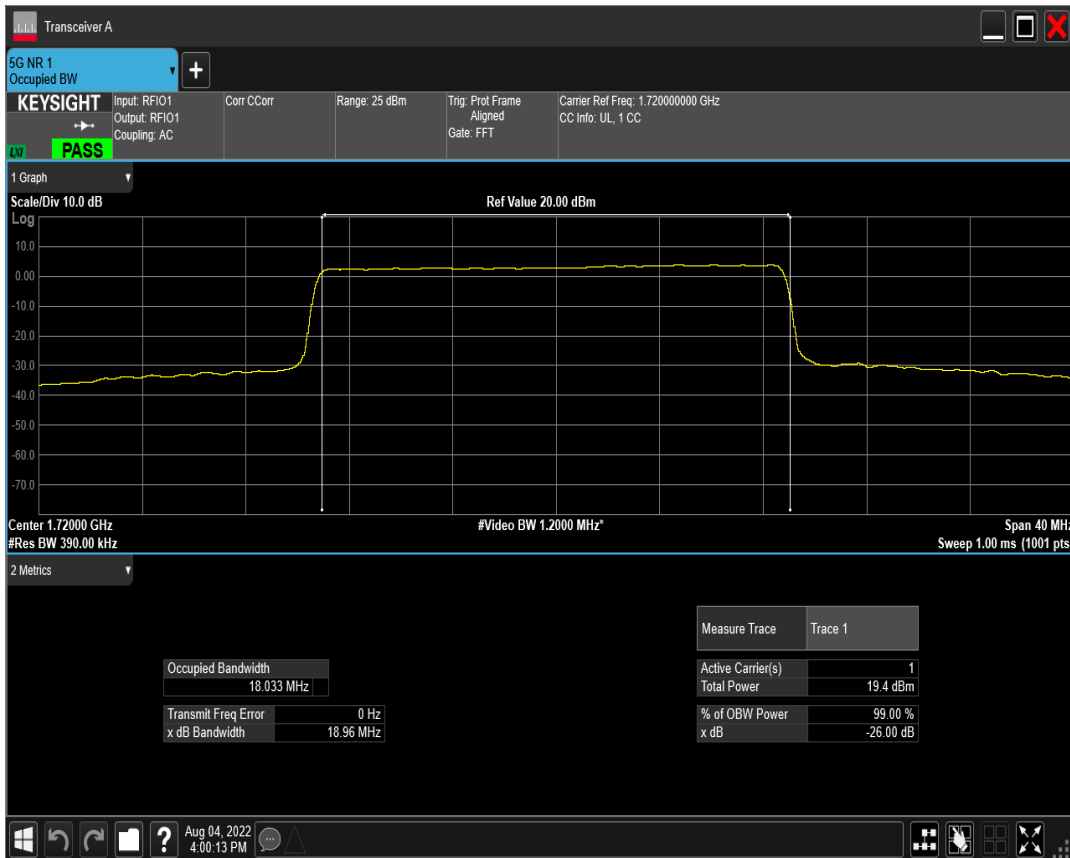 Transceiver A
5G NR 1
Occupied BW
KEYSIGHT
LXI
PASS
Input: RFIO1
Output: RFIO1
Coupling: AC
Corr CCorr
Range: 25 dBm
Trig: Prot Frame
Aligned
Gate: FFT
Carrier Ref Freq: 1.720000000 GHz
CC Info: UL, 1 CC
1 Graph
Scale/Div 10.0 dB
Ref Value 20.00 dBm
Log
10.0
0.00
-10.0
-20.0
-30.0
-40.0
-50.0
-60.0
-70.0
Center 1.72000 GHz
#Video BW 1.2000 MHz*
Span 40 MHz
#Res BW 390.00 kHz
Sweep 1.00 ms (1001 pts
2 Metrics
Measure Trace Trace 1
Occupied Bandwidth
18.033 MHz
Active Carrier(s) 1
Total Power 19.4 dBm
Transmit Freq Error 0 Hz
x dB Bandwidth 18.96 MHz
% of OBW Power 99.00 %
x dB -26.00 dB
?
Aug 04, 2022
4:00:13 PM